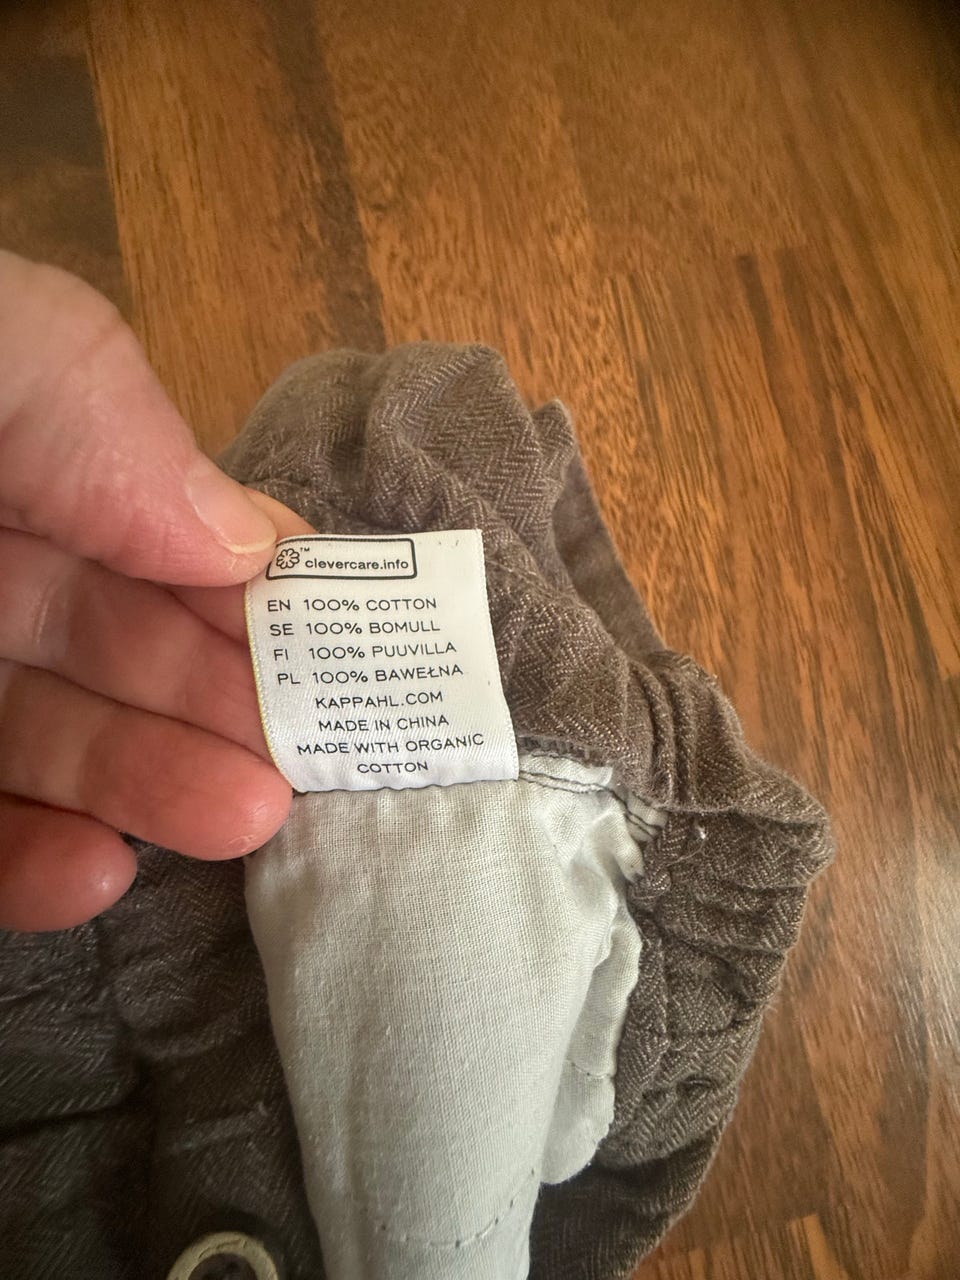 ™ clevercare.info
EN 100% COTTON
SE 100% BOMULL
FI 100% PUUVILLA
PL 100% BAWEŁNA
KAPPAHL.COM
MADE IN CHINA
MADE WITH ORGANIC
COTTON